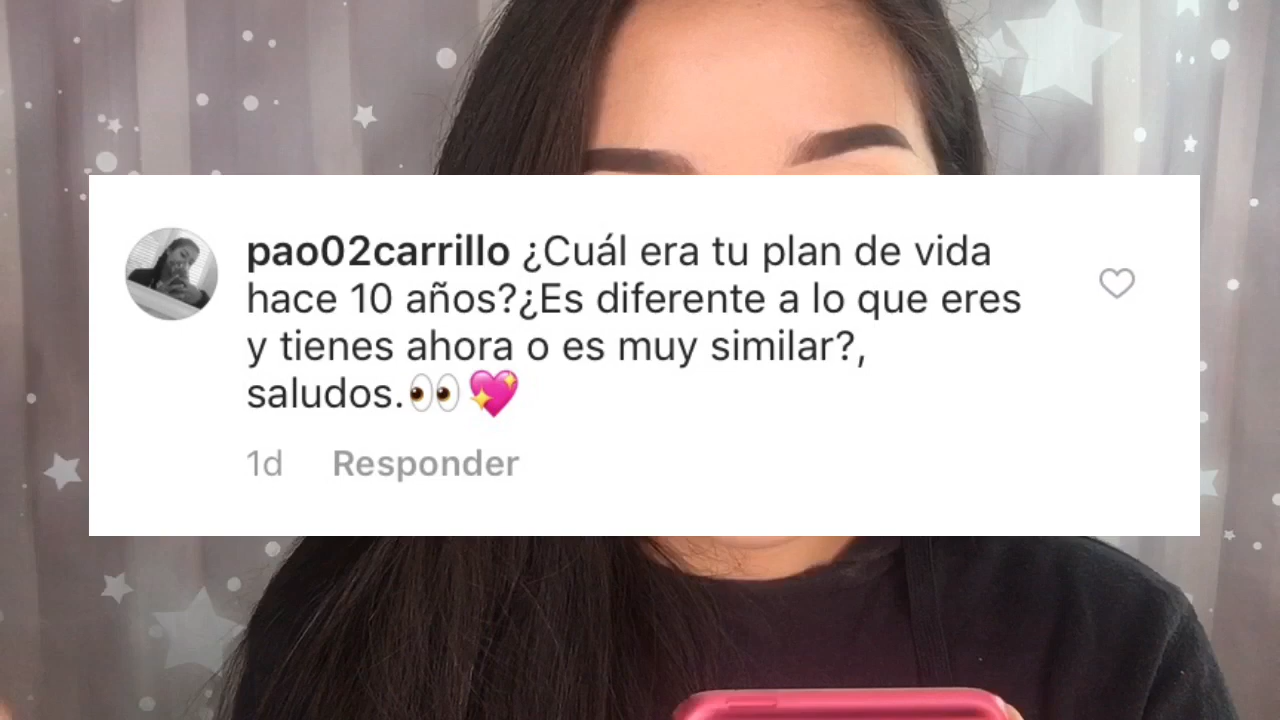 pao02carrillo ¿Cuál era tu plan de vida
hace 10 años?¿Es diferente a lo que eres
y tienes ahora o es muy similar?,
saludos.👀💖
1d Responder